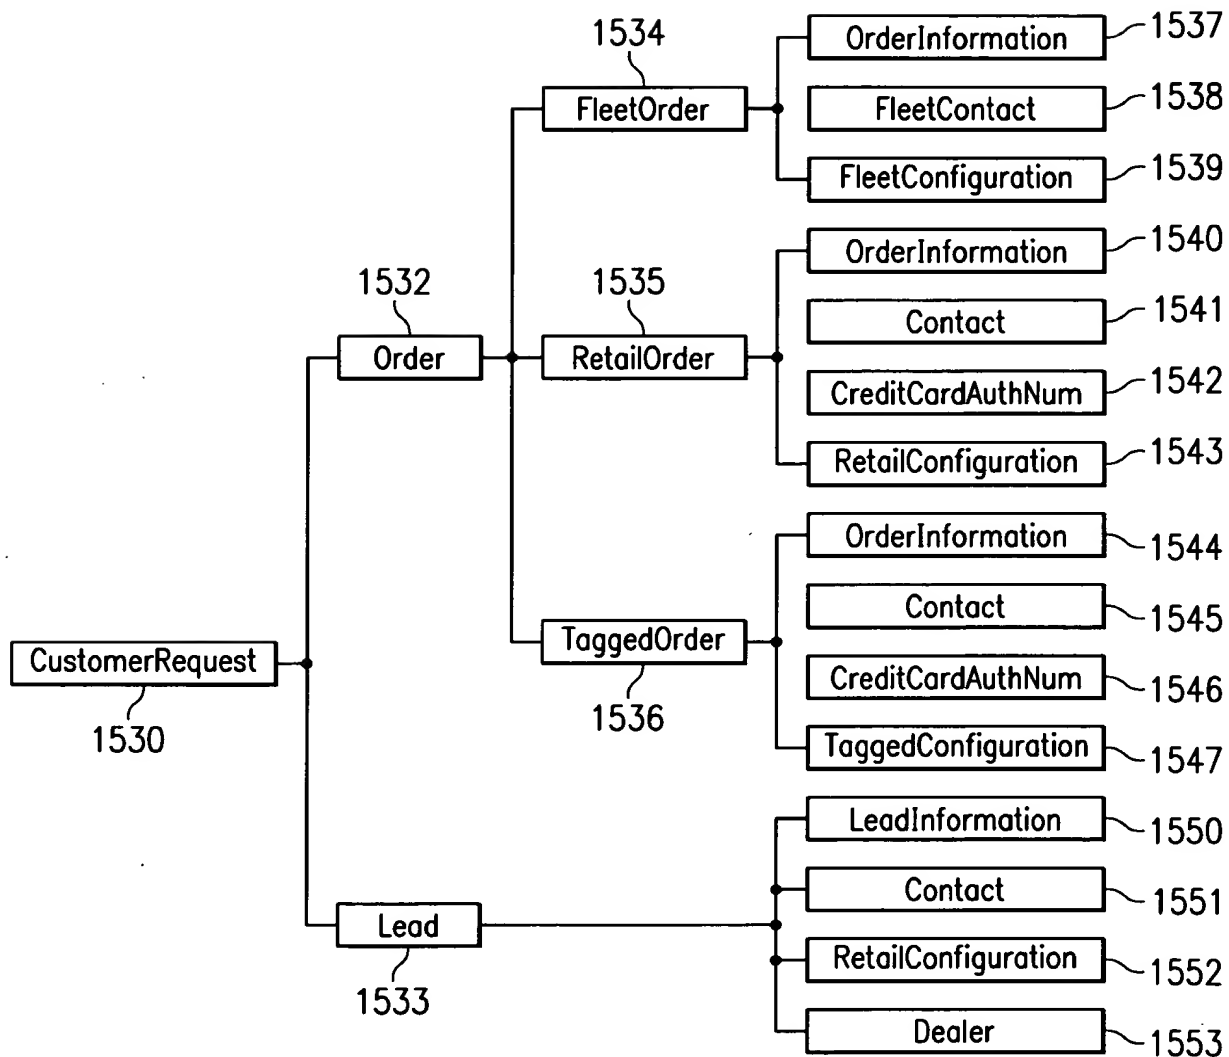 OrderInformation 1537
1534
FleetOrder
FleetContact 1538
FleetConfiguration 1539
OrderInformation 1540
1532
1535
Contact 1541
Order
RetailOrder
CreditCardAuthNum 1542
RetailConfiguration 1543
OrderInformation 1544
Contact 1545
TaggedOrder
1536
CustomerRequest
1530
CreditCardAuthNum 1546
TaggedConfiguration 1547
LeadInformation 1550
Contact 1551
Lead
1533
RetailConfiguration 1552
Dealer 1553